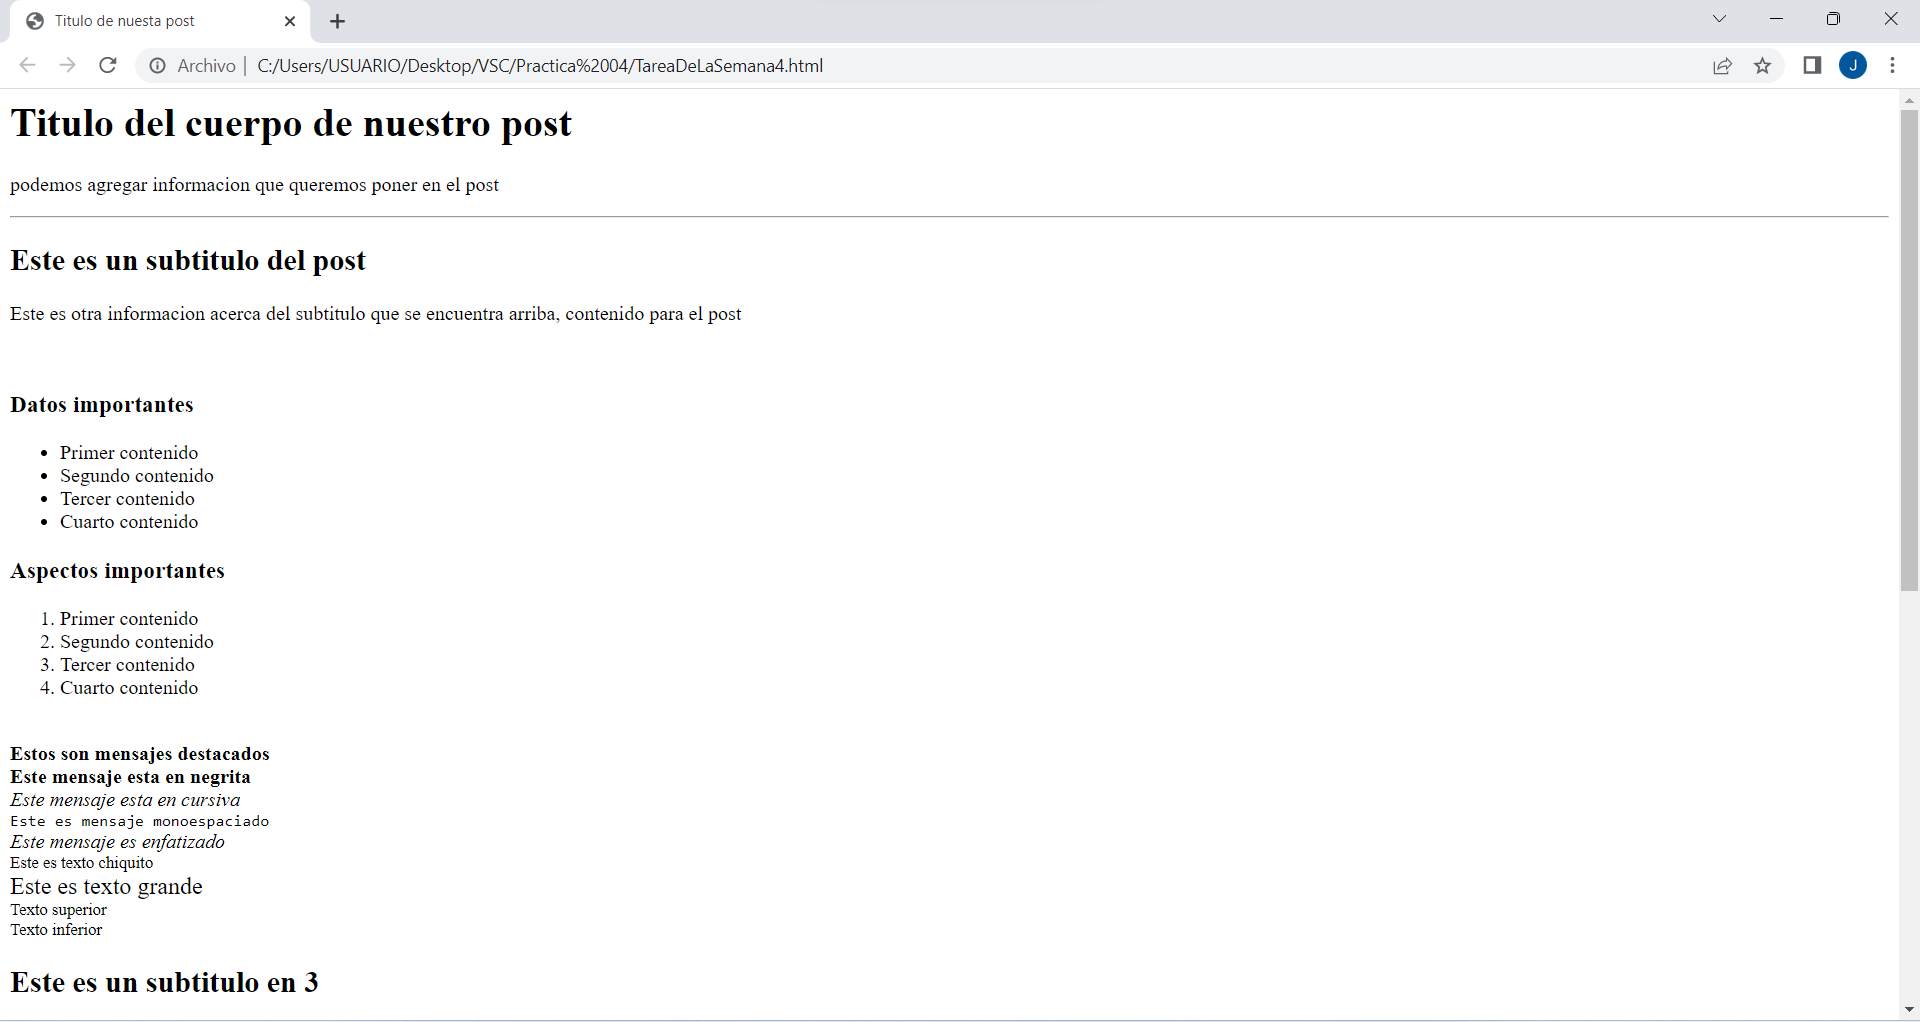 Titulo de nuesta post
Archivo | C:/Users/USUARIO/Desktop/VSC/Practica%2004/TareaDeLaSemana4.html
J
Titulo del cuerpo de nuestro post
podemos agregar informacion que queremos poner en el post
Este es un subtitulo del post
Este es otra informacion acerca del subtitulo que se encuentra arriba, contenido para el post
Datos importantes
• Primer contenido
• Segundo contenido
• Tercer contenido
• Cuarto contenido
Aspectos importantes
1. Primer contenido
2. Segundo contenido
3. Tercer contenido
4. Cuarto contenido
Estos son mensajes destacados
Este mensaje esta en negrita
Este mensaje esta en cursiva
Este es mensaje monoespaciado
Este mensaje es enfatizado
Este es texto chiquito
Este es texto grande
Texto superior
Texto inferior
Este es un subtitulo en 3